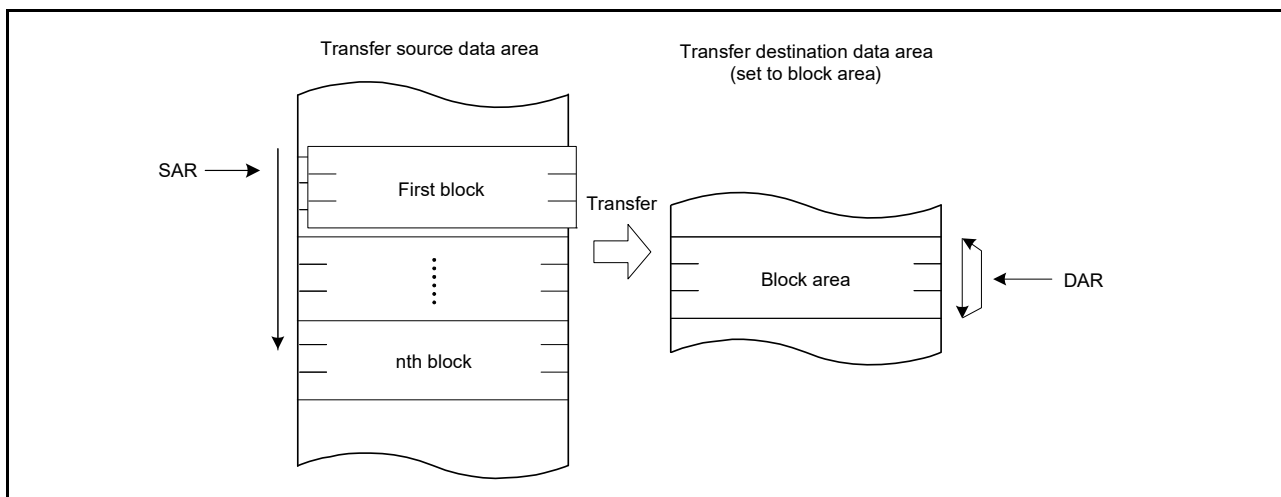 Transfer source data area
Transfer destination data area
(set to block area)
SAR
First block
Transfer
Block area
DAR
nth block